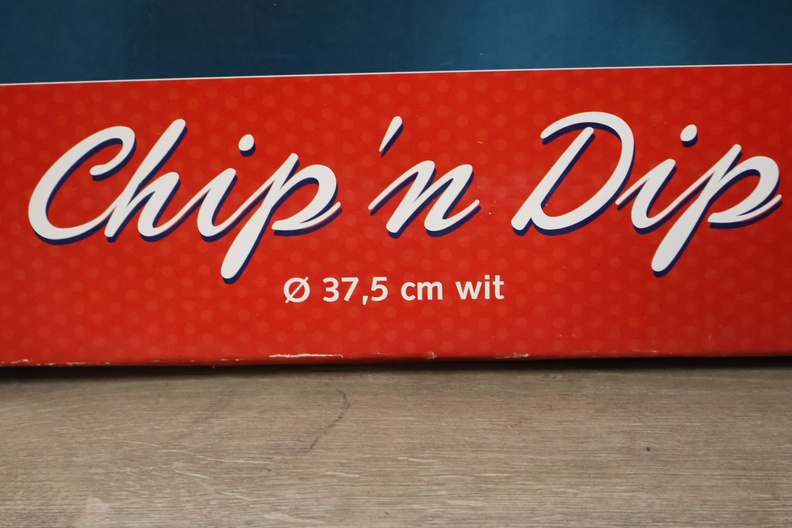 Chip 'n Dip
Ø 37,5 cm wit